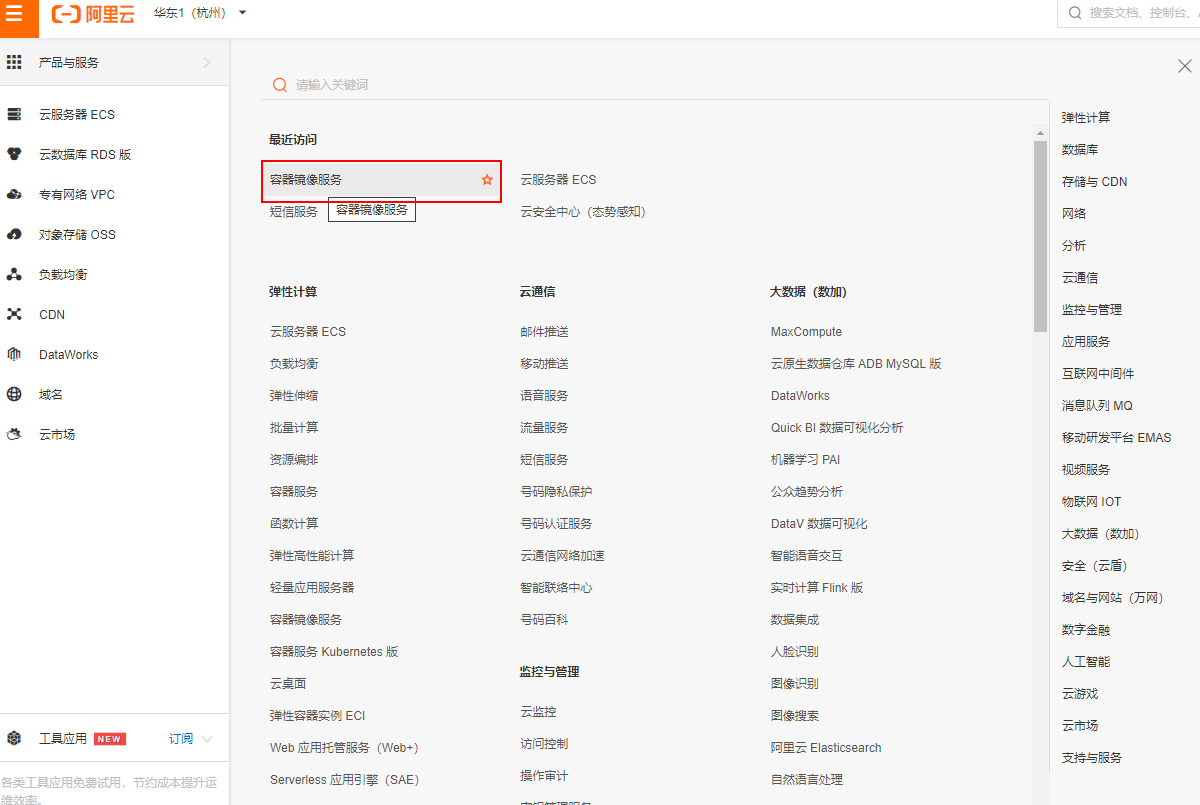 阿里云
华东1（杭州）
搜索文档、控制台、
产品与服务
云服务器 ECS
云数据库 RDS 版
专有网络 VPC
对象存储 OSS
负载均衡
CDN
DataWorks
域名
云市场
工具应用 NEW 订阅
各类工具应用免费试用，节约成本提升运
维效率。
请输入关键词
最近访问
容器镜像服务
云服务器 ECS
短信服务
容器镜像服务
云安全中心（态势感知）
弹性计算
云服务器 ECS
负载均衡
弹性伸缩
批量计算
资源编排
容器服务
函数计算
弹性高性能计算
轻量应用服务器
容器镜像服务
容器服务 Kubernetes 版
云桌面
弹性容器实例 ECI
Web 应用托管服务（Web+）
Serverless 应用引擎（SAE）
云通信
邮件推送
移动推送
语音服务
流量服务
短信服务
号码隐私保护
号码认证服务
云通信网络加速
智能联络中心
号码百科
监控与管理
云监控
访问控制
操作审计
大数据（数加）
MaxCompute
云原生数据仓库 ADB MySQL 版
DataWorks
Quick BI 数据可视化分析
机器学习 PAI
公众趋势分析
DataV 数据可视化
智能语音交互
实时计算 Flink 版
数据集成
人脸识别
图像识别
图像搜索
阿里云 Elasticsearch
自然语言处理
弹性计算
数据库
存储与 CDN
网络
分析
云通信
监控与管理
应用服务
互联网中间件
消息队列 MQ
移动研发平台 EMAS
视频服务
物联网 IOT
大数据（数加）
安全（云盾）
域名与网站（万网）
数字金融
人工智能
云游戏
云市场
支持与服务